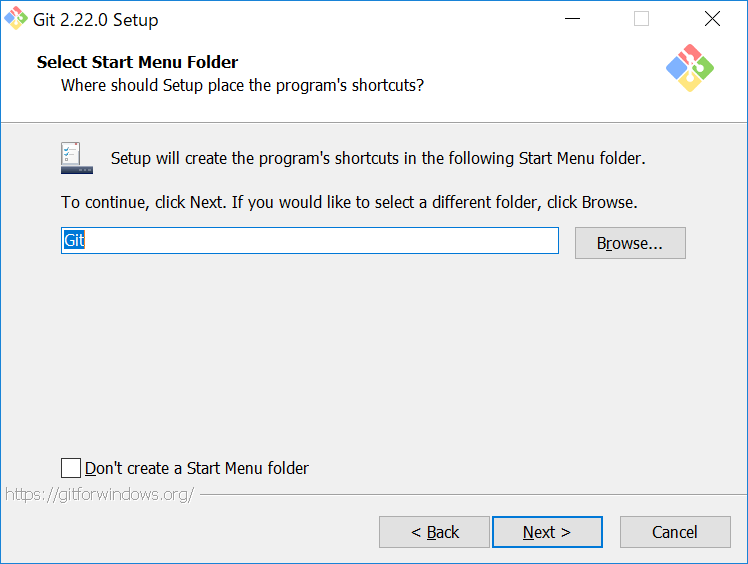 Git 2.22.0 Setup
Select Start Menu Folder
Where should Setup place the program's shortcuts?
Setup will create the program's shortcuts in the following Start Menu folder.
To continue, click Next. If you would like to select a different folder, click Browse.
Git
Browse...
Don't create a Start Menu folder
https://gitforwindows.org/
< Back
Next >
Cancel